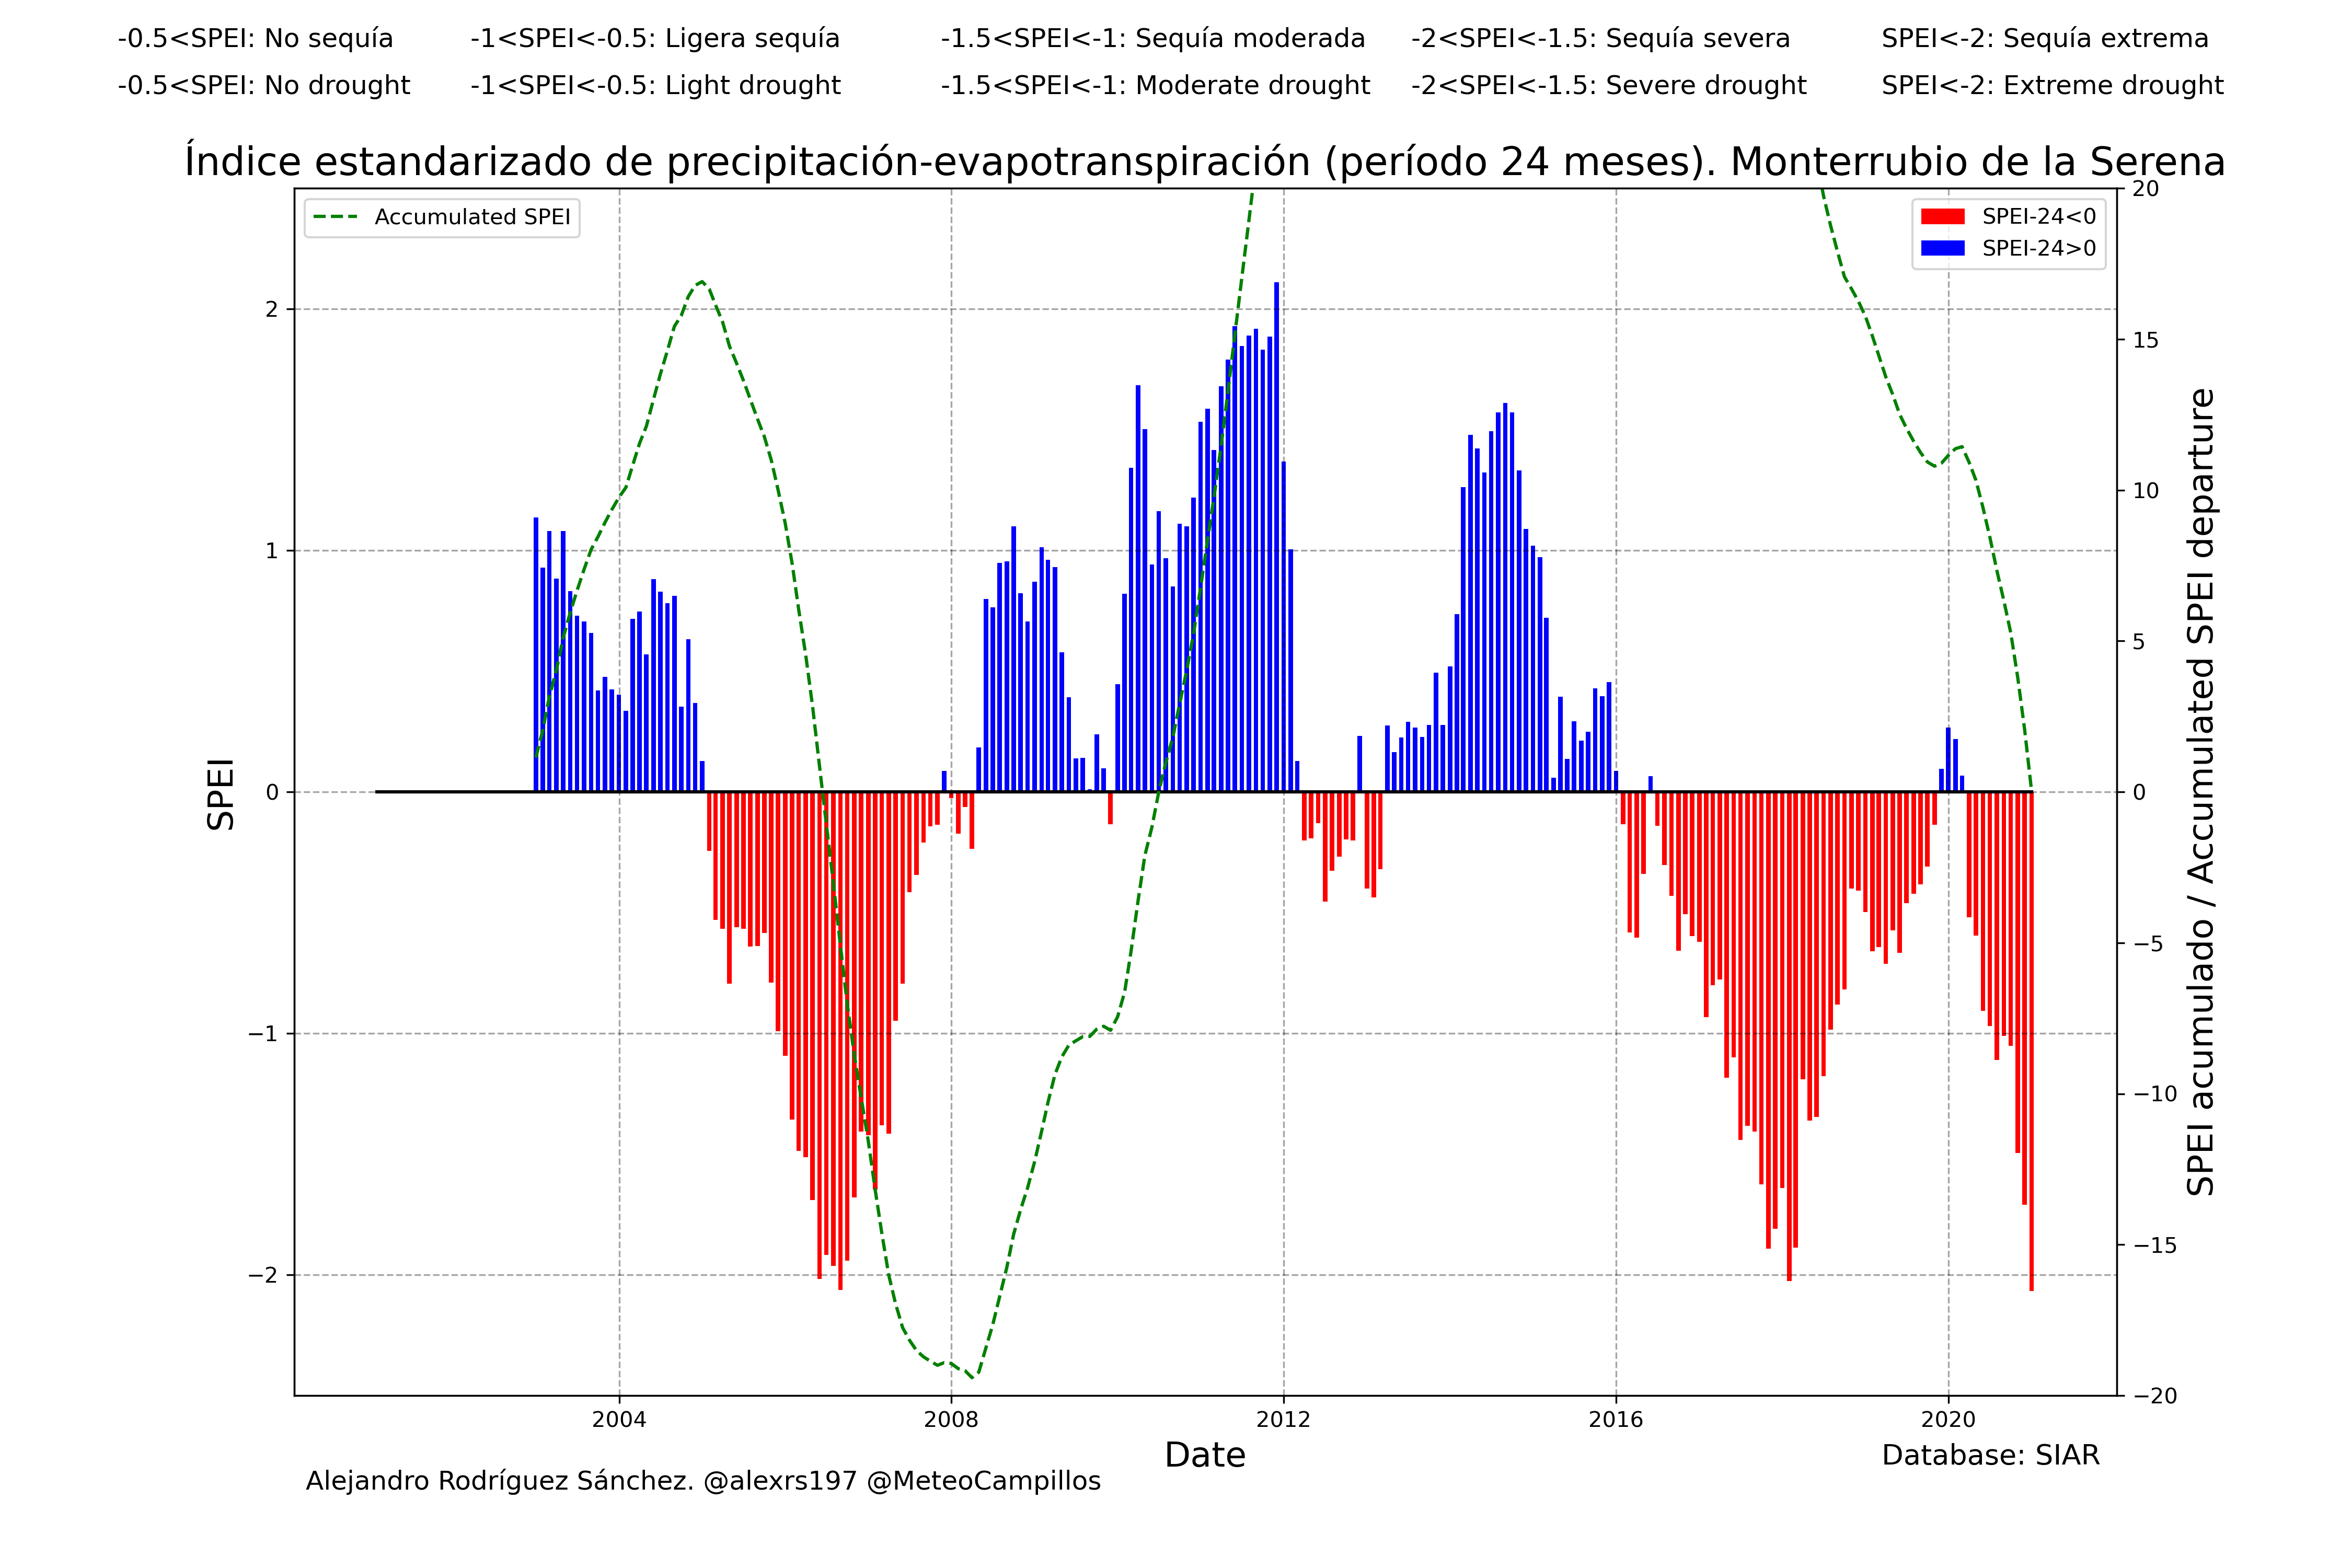 -0.5<SPEI: No sequía -1<SPEI<-0.5: Ligera sequía -1.5<SPEI<-1: Sequía moderada -2<SPEI<-1.5: Sequía severa SPEI<-2: Sequía extrema
-0.5<SPEI: No drought -1<SPEI<-0.5: Light drought -1.5<SPEI<-1: Moderate drought -2<SPEI<-1.5: Severe drought SPEI<-2: Extreme drought
Índice estandarizado de precipitación-evapotranspiración (período 24 meses). Monterrubio de la Serena
Accumulated SPEI
SPEI-24<0
SPEI-24>0
SPEI
2
1
0
−1
−2
20
15
10
5
0
−5
−10
−15
−20
SPEI acumulado / Accumulated SPEI departure
2004 2008 2012 2016 2020
Date
Database: SIAR
Alejandro Rodríguez Sánchez. @alexrs197 @MeteoCampillos